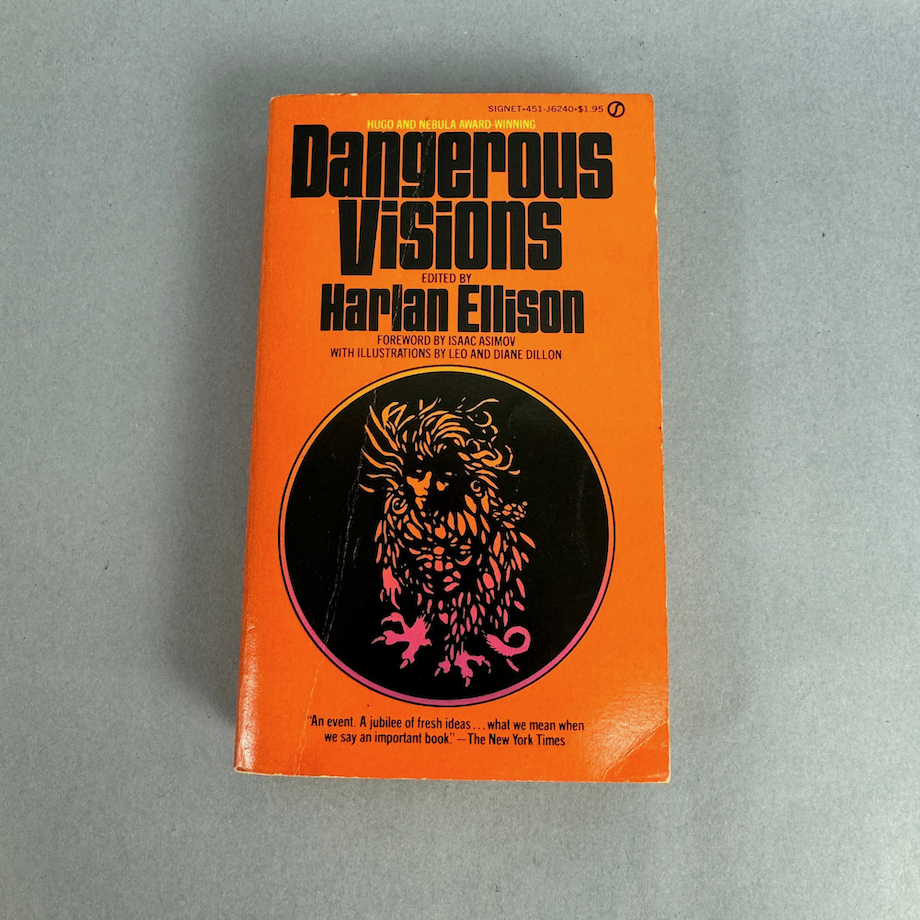 SIGNET•451-J6240•$1.95
HUGO AND NEBULA AWARD-WINNING
Dangerous
Visions
EDITED BY
Harlan Ellison
FOREWORD BY ISAAC ASIMOV
WITH ILLUSTRATIONS BY LEO AND DIANE DILLON
"An event. A jubilee of fresh ideas...what we mean when
we say an important book."—The New York Times